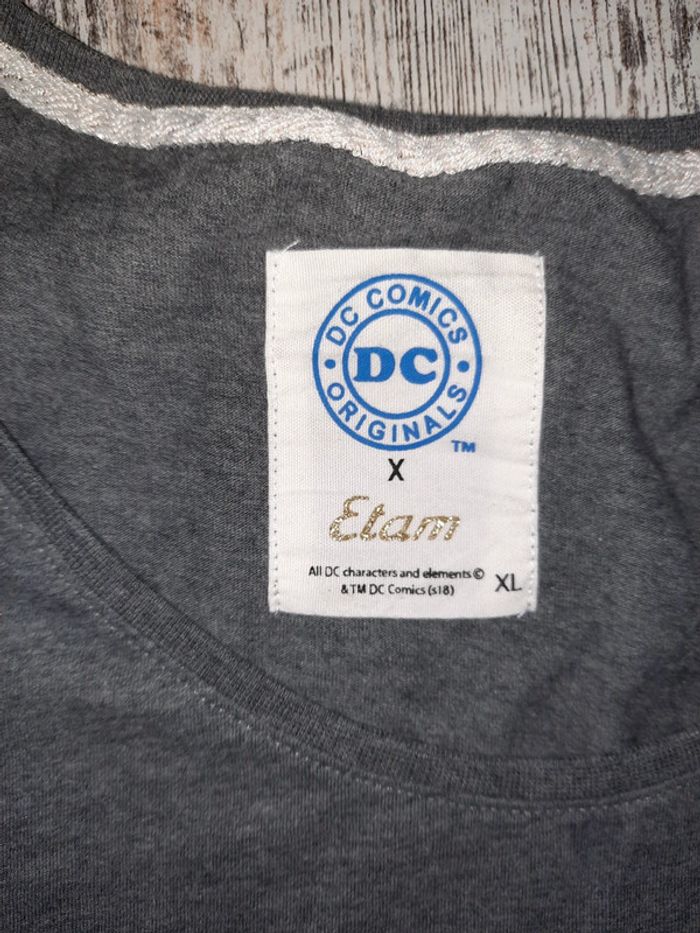 DC COMICS
DC
ORIGINALS
TM
X
Etam
All DC characters and elements ©
& TM DC Comics (s18)
XL